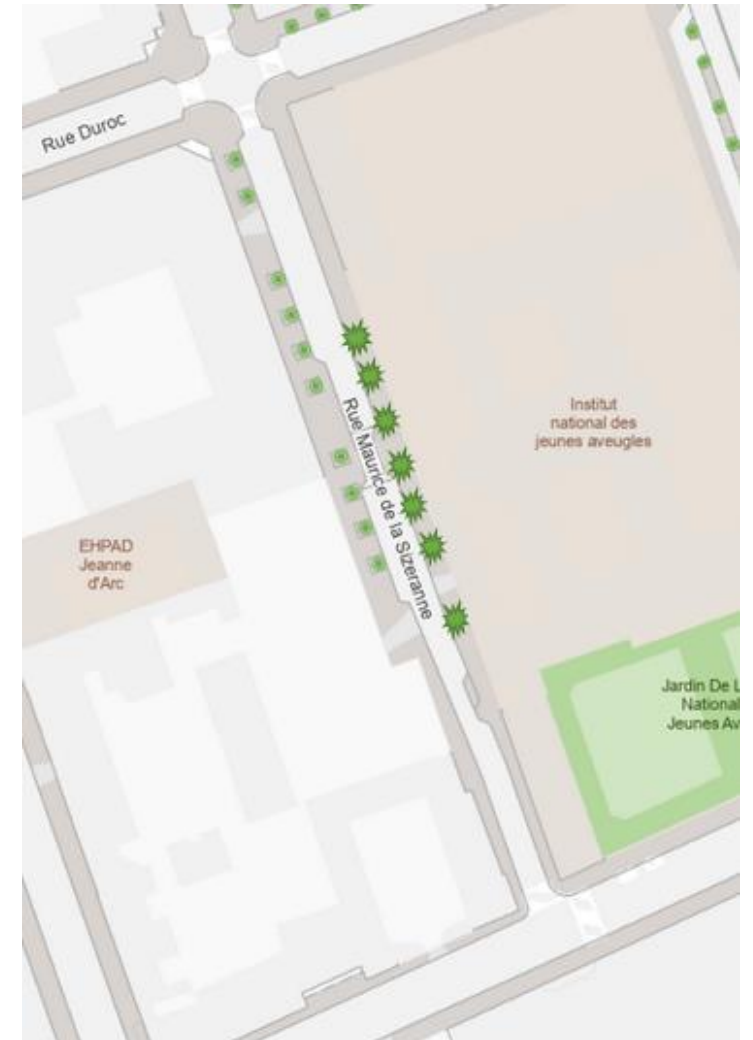 Rue Duroc
Rue Maurice de la Sizeranne
Institut
national des
jeunes aveugles
EHPAD
Jeanne
d'Arc
Jardin De L
National
Jeunes Av